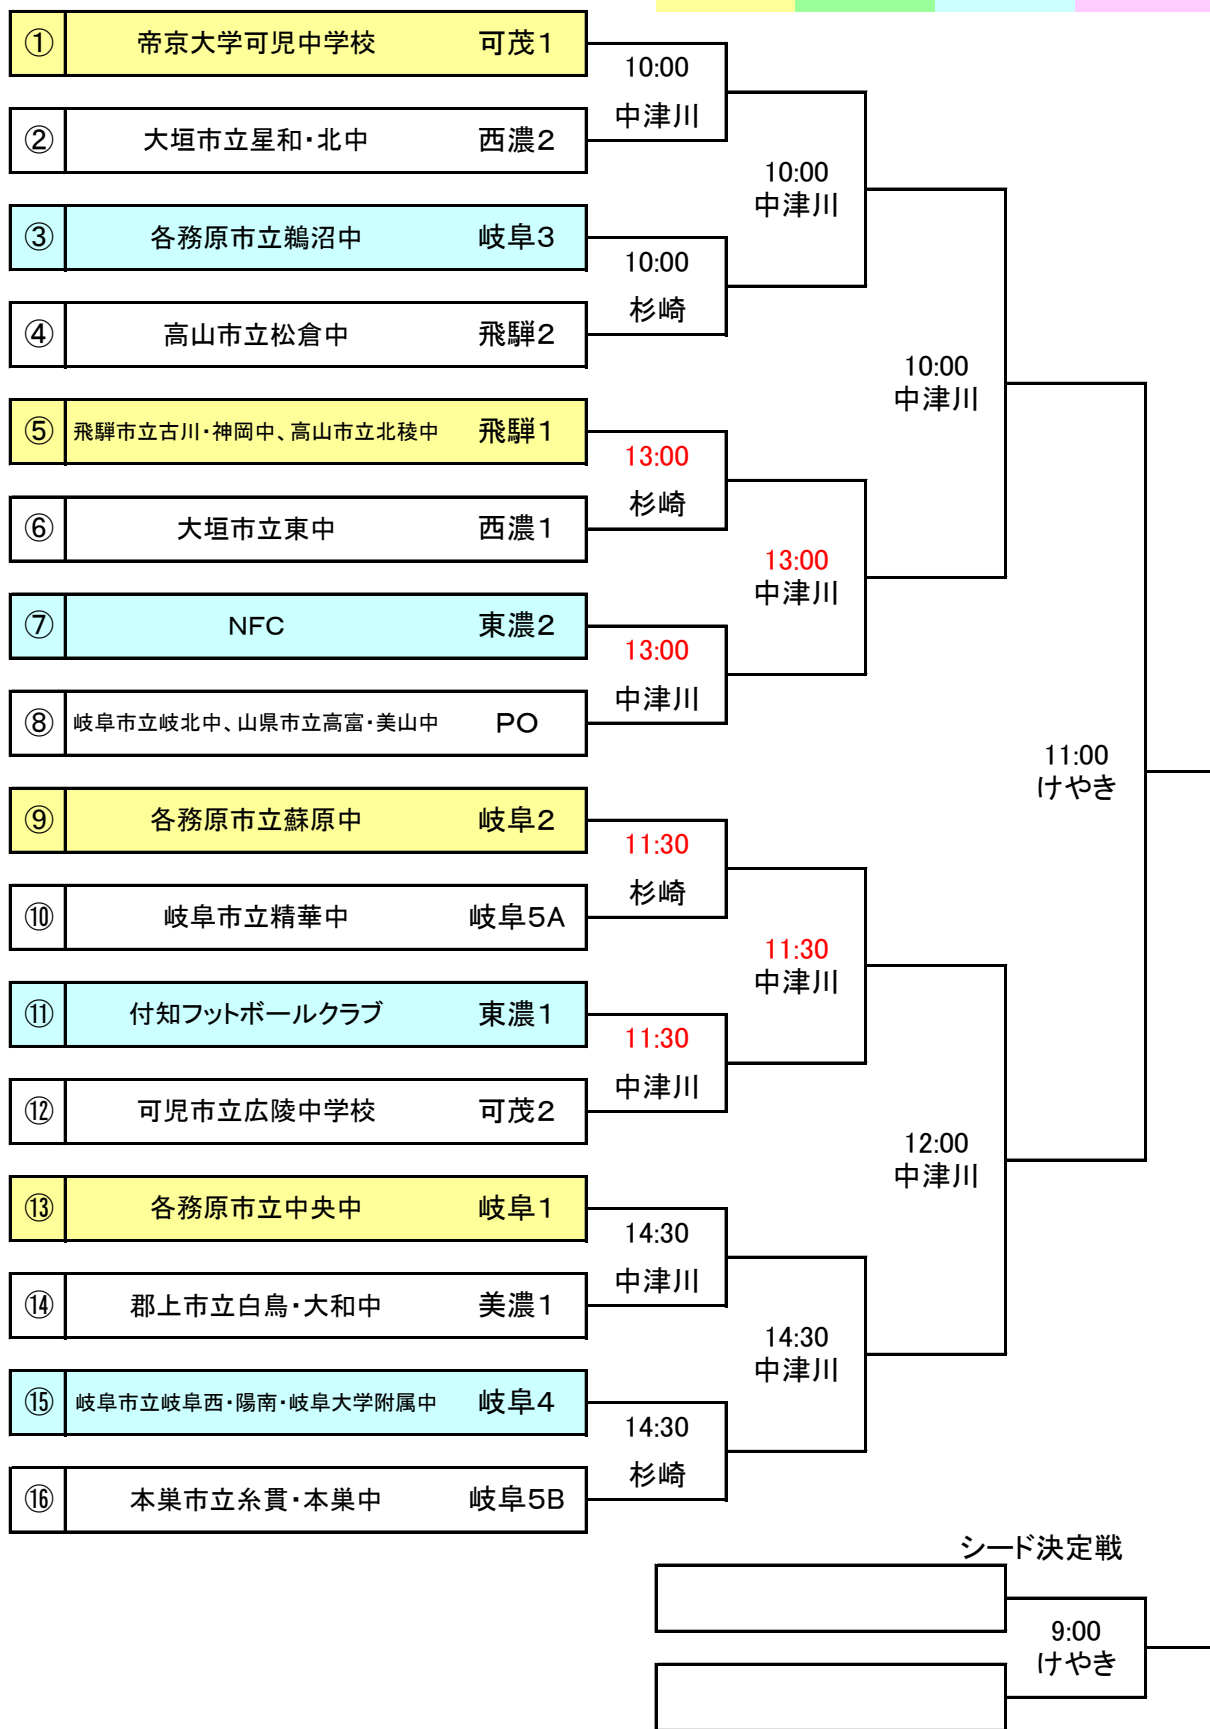 ① 帝京大学可児中学校 可茂1
② 大垣市立星和・北中 西濃2
10:00
中津川
③ 各務原市立鵜沼中 岐阜3
④ 高山市立松倉中 飛騨2
10:00
杉崎
10:00
中津川
⑤ 飛騨市立古川・神岡中、高山市立北稜中 飛騨1
⑥ 大垣市立東中 西濃1
13:00
杉崎
⑦ NFC 東濃2
⑧ 岐阜市立岐北中、山県市立高富・美山中 PO
13:00
中津川
13:00
中津川
10:00
中津川
⑨ 各務原市立蘇原中 岐阜2
⑩ 岐阜市立精華中 岐阜5A
11:30
杉崎
⑪ 付知フットボールクラブ 東濃1
⑫ 可児市立広陵中学校 可茂2
11:30
中津川
11:30
中津川
⑬ 各務原市立中央中 岐阜1
⑭ 郡上市立白鳥・大和中 美濃1
14:30
中津川
⑮ 岐阜市立岐阜西・陽南・岐阜大学附属中 岐阜4
⑯ 本巣市立糸貫・本巣中 岐阜5B
14:30
杉崎
14:30
中津川
12:00
中津川
11:00
けやき
シード決定戦
9:00
けやき